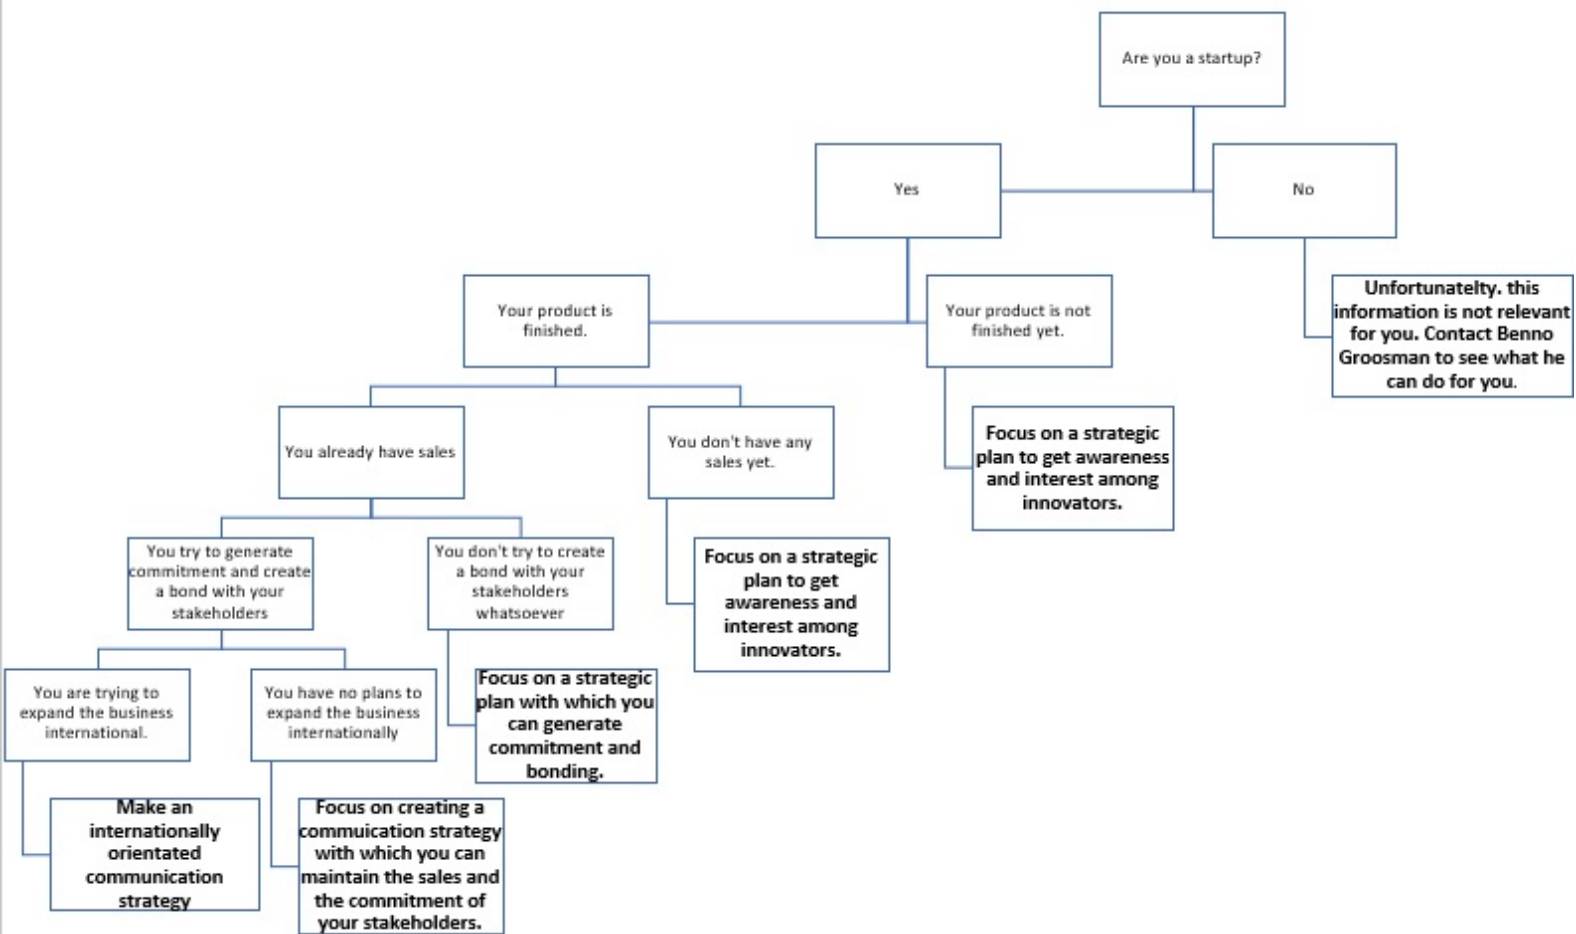 Are you a startup?
Yes
No
Your product is
finished.
Your product is not
finished yet.
Unfortunatelty. this
information is not relevant
for you. Contact Benno
Groosman to see what he
can do for you.
You already have sales
You don't have any
sales yet.
Focus on a strategic
plan to get awareness
and interest among
innovators.
You try to generate
commitment and create
a bond with your
stakeholders
You don't try to create
a bond with your
stakeholders
whatsoever
Focus on a strategic
plan to get
awareness and
interest among
innovators.
You are trying to
expand the business
international.
You have no plans to
expand the business
internationally
Focus on a strategic
plan with which you
can generate
commitment and
bonding.
Make an
internationally
orientated
communication
strategy
Focus on creating a
commuication strategy
with which you can
maintain the sales and
the commitment of
your stakeholders.